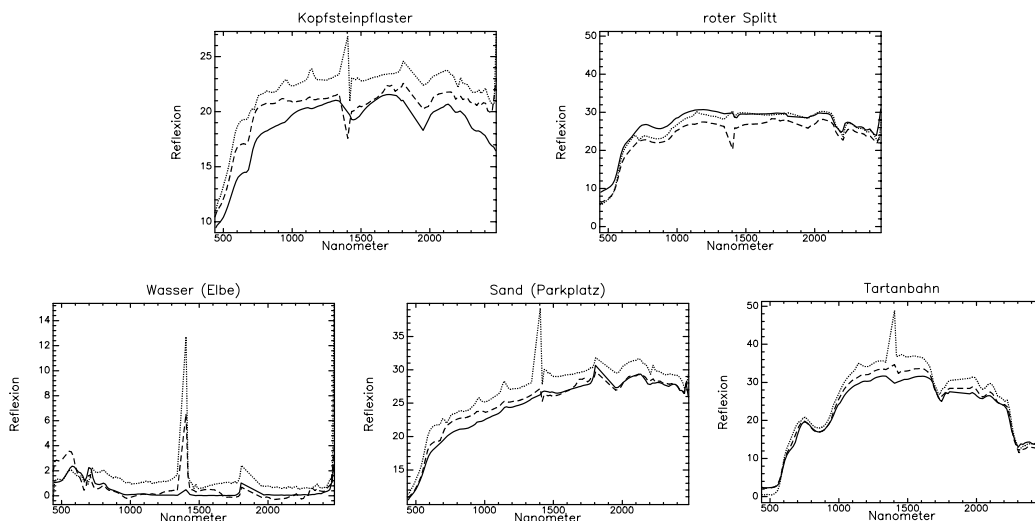 Kopfsteinpflaster
25
20
15
10
Reflexion
500 1000 1500 2000
Nanometer
roter Splitt
50
40
30
20
10
0
Reflexion
500 1000 1500 2000
Nanometer
Wasser (Elbe)
14
12
10
8
6
4
2
0
Reflexion
500 1000 1500 2000
Nanometer
Sand (Parkplatz)
35
30
25
20
15
Reflexion
500 1000 1500 2000
Nanometer
Tartanbahn
50
40
30
20
10
0
Reflexion
500 1000 1500 2000
Nanometer